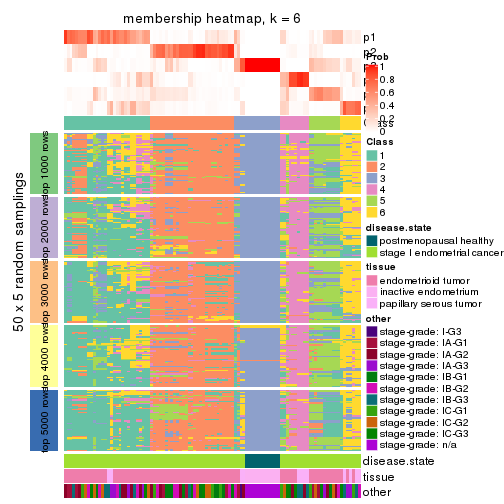 membership heatmap, k = 6
p1
p2
Prob
1
0.8
0.6
0.4
0.2
0
Class
1
2
3
4
5
6
disease.state
postmenopausal healthy
stage I endometrial cancer
tissue
endometrioid tumor
inactive endometrium
papillary serous tumor
other
stage-grade: I-G3
stage-grade: IA-G1
stage-grade: IA-G2
stage-grade: IA-G3
stage-grade: IB-G1
stage-grade: IB-G2
stage-grade: IB-G3
stage-grade: IC-G1
stage-grade: IC-G2
stage-grade: IC-G3
stage-grade: n/a
50 x 5 random samplings
top 1000 rows
top 2000 rows
top 3000 rows
top 4000 rows
top 5000 rows
disease.state
tissue
other